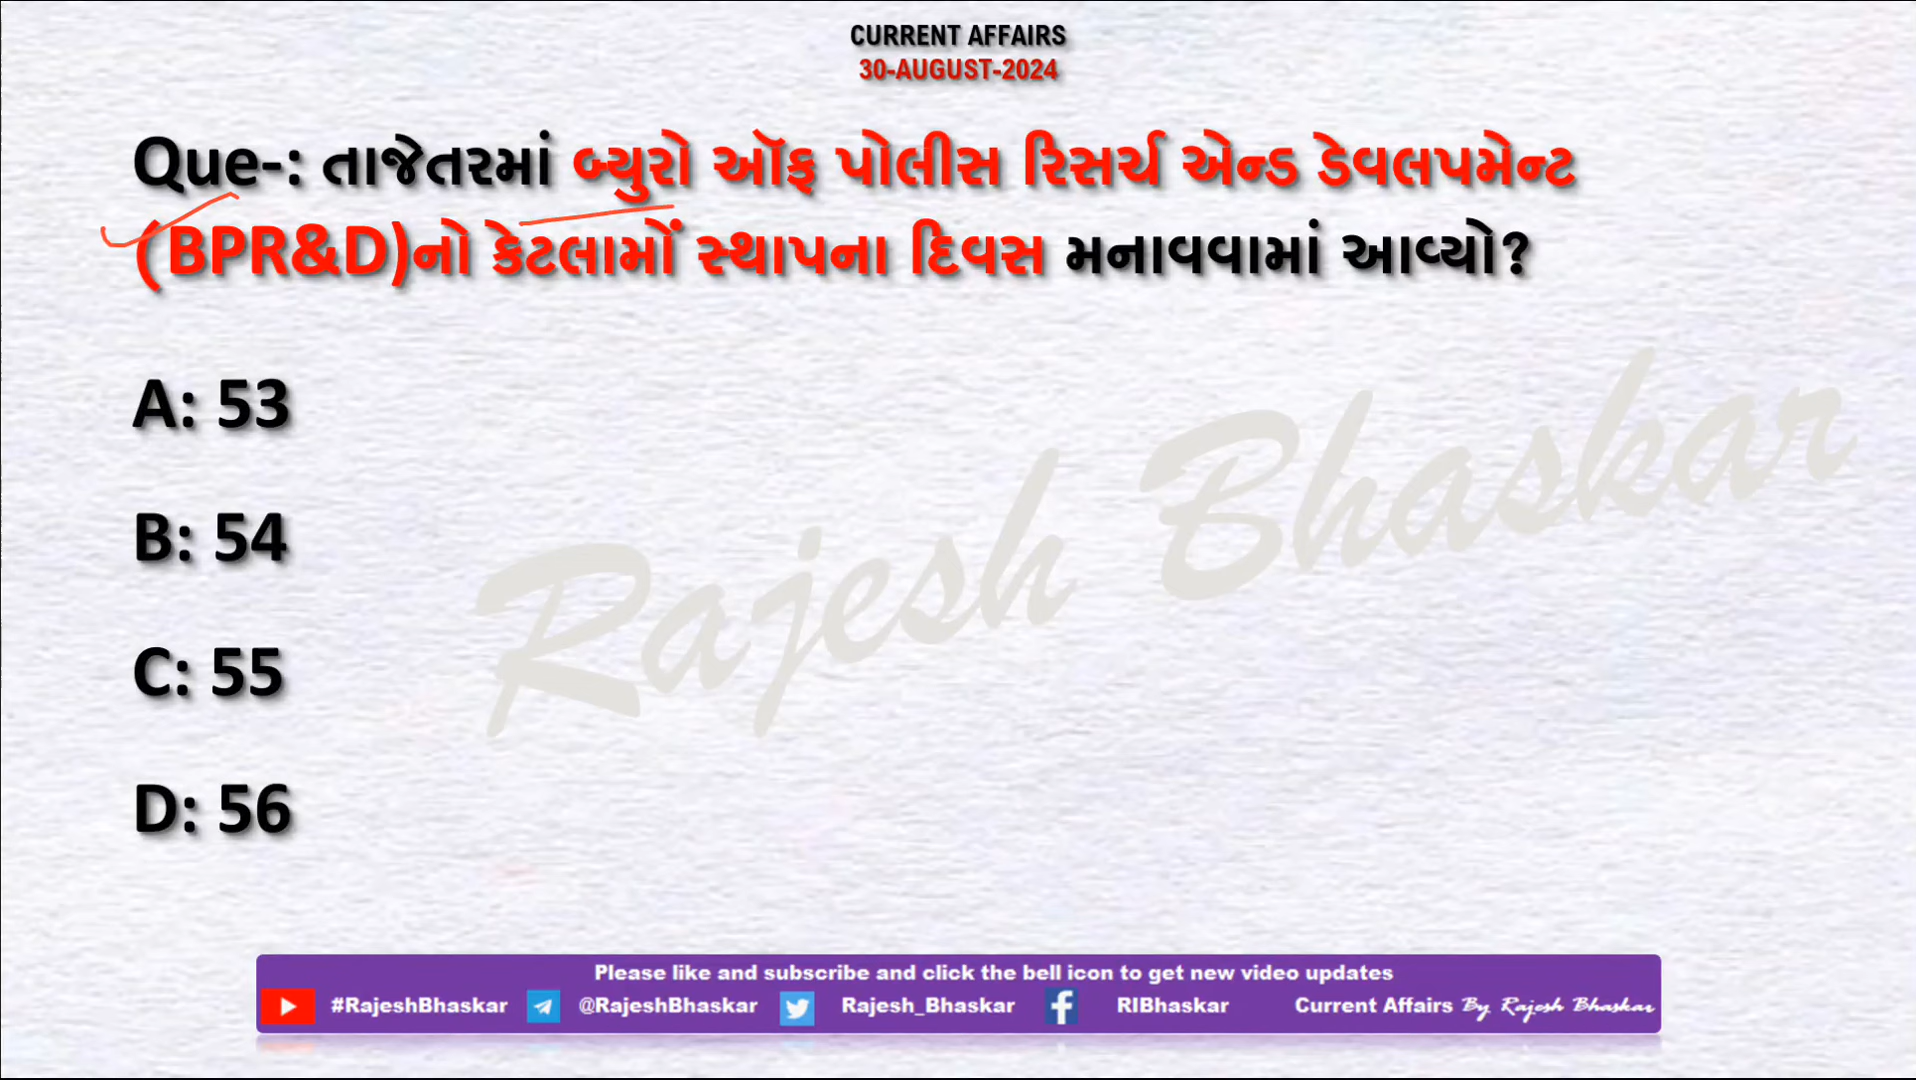 CURRENT AFFAIRS
30-AUGUST-2024
Que-: તાજેતરમાં બ્યુરો ઑફ પોલીસ રિસર્ચ એન્ડ ડેવલપમેન્ટ
(BPR&D)નો કેટલામોં સ્થાપના દિવસ મનાવવામાં આવ્યો?
A: 53
B: 54
C: 55
D: 56
Rajesh Bhaskar
Please like and subscribe and click the bell icon to get new video updates
#RajeshBhaskar @RajeshBhaskar Rajesh_Bhaskar RIBhaskar Current Affairs By Rajesh Bhaskar